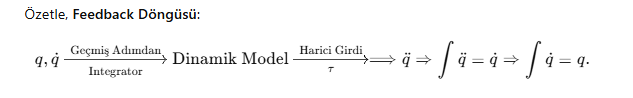 Özetle, Feedback Döngüsü:
q, q̇ —Geçmiş Adımdan / Integrator→ Dinamik Model —Harici Girdi / τ→ ⟹ q̈ ⇒ ∫ q̈ = q̇ ⇒ ∫ q̇ = q.